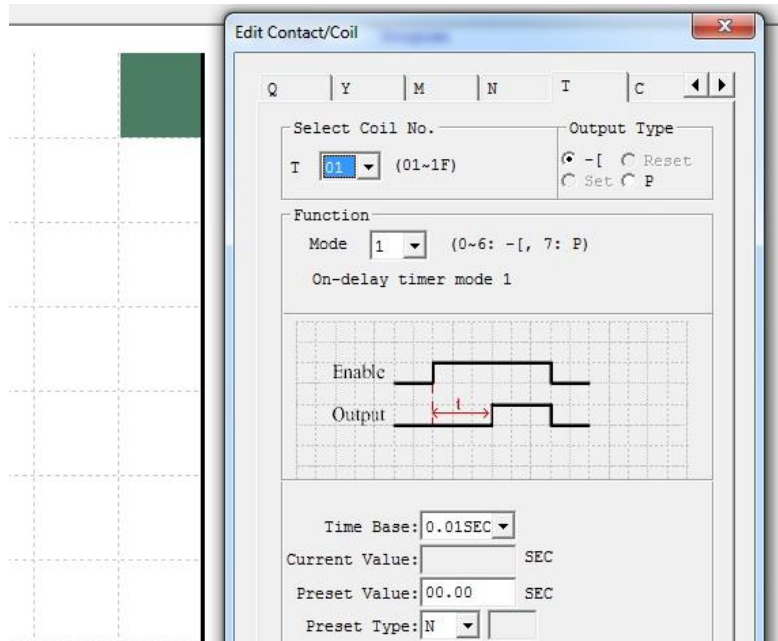 Edit Contact/Coil
Q Y M N T C
Select Coil No.
Output Type
T 01 (01~1F)
-[ Reset
Set P
Function
Mode 1 (0~6: -[, 7: P)
On-delay timer mode 1
Enable
t
Output
Time Base: 0.01SEC
Current Value: SEC
Preset Value: 00.00 SEC
Preset Type: N